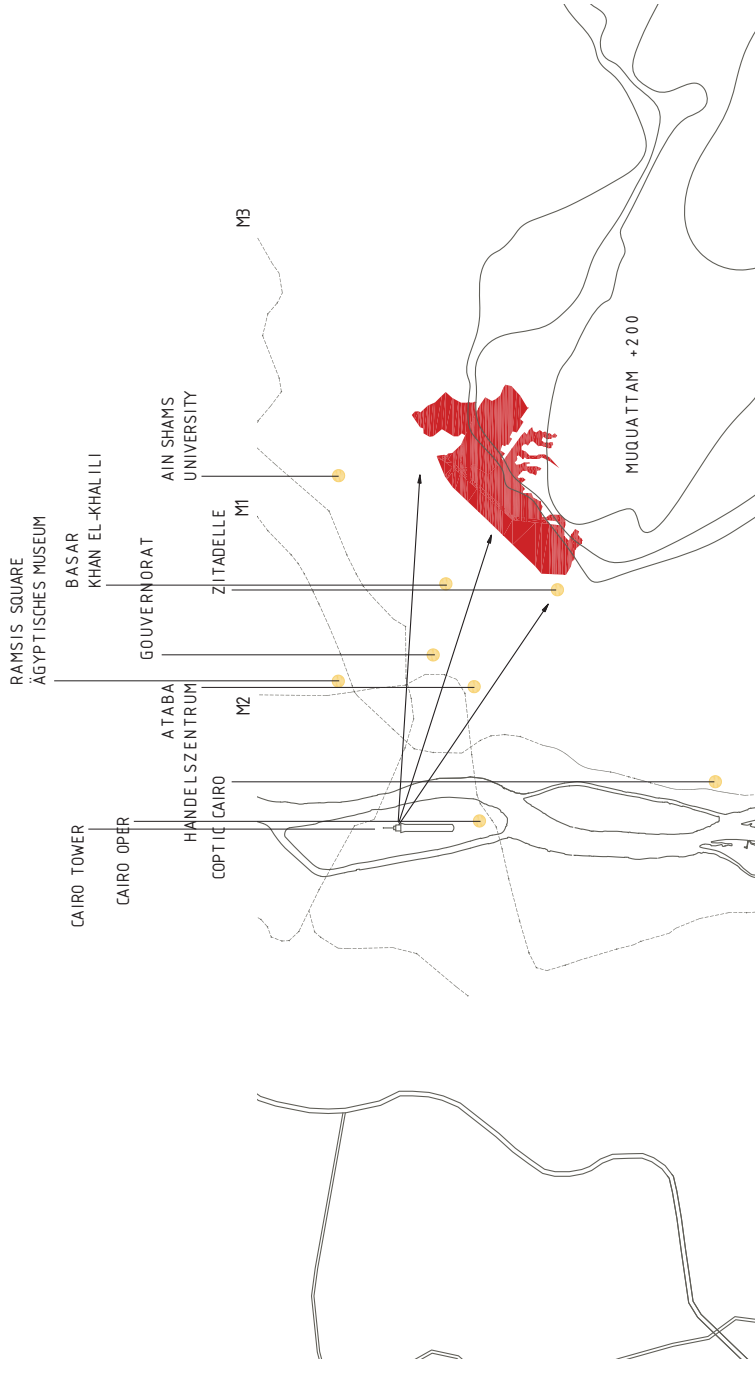 RAMSIS SQUARE
ÄGYPTISCHES MUSEUM
BASAR
KHAN EL-KHALILI
AIN SHAMS
UNIVERSITY
M3
GOUVERNORAT
ZITADELLE
M1
ATABA
HANDELSZENTRUM
M2
CAIRO TOWER
CAIRO OPER
COPTIC CAIRO
MUQUATTAM +200